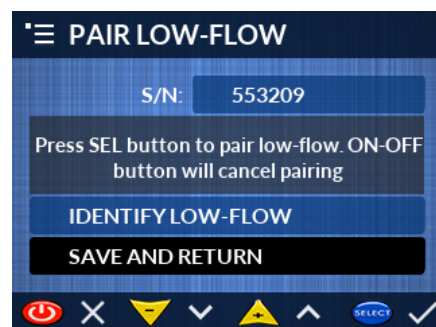 PAIR LOW-FLOW
S/N: 553209
Press SEL button to pair low-flow. ON-OFF
button will cancel pairing
IDENTIFY LOW-FLOW
SAVE AND RETURN
SELECT